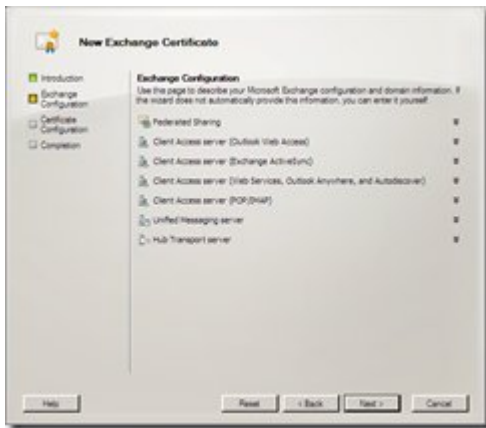 New Exchange Certificate
Introduction
Exchange
Configuration
Certificate
Configuration
Completion
Exchange Configuration
Use this page to describe your Microsoft Exchange configuration and domain information. If
the wizard does not automatically provide this information, you can enter it yourself.
Federated Sharing
Client Access server (Outlook Web Access)
Client Access server (Exchange ActiveSync)
Client Access server (Web Services, Outlook Anywhere, and Autodiscover)
Client Access server (POP/IMAP)
Unified Messaging server
Hub Transport server
Help
Reset
< Back
Next >
Cancel